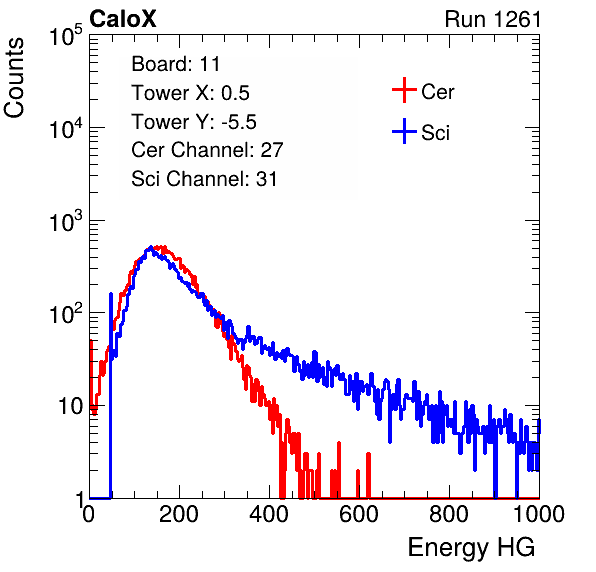 CaloX Run 1261
Counts
Board: 11
Tower X: 0.5
Tower Y: -5.5
Cer Channel: 27
Sci Channel: 31
Cer
Sci
10^5
10^4
10^3
10^2
10
1
0 200 400 600 800 1000
Energy HG